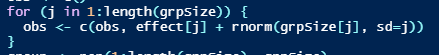 for (j in 1:length(grpSize)) {
obs <- c(obs, effect[j] + rnorm(grpSize[j], sd=j))
}